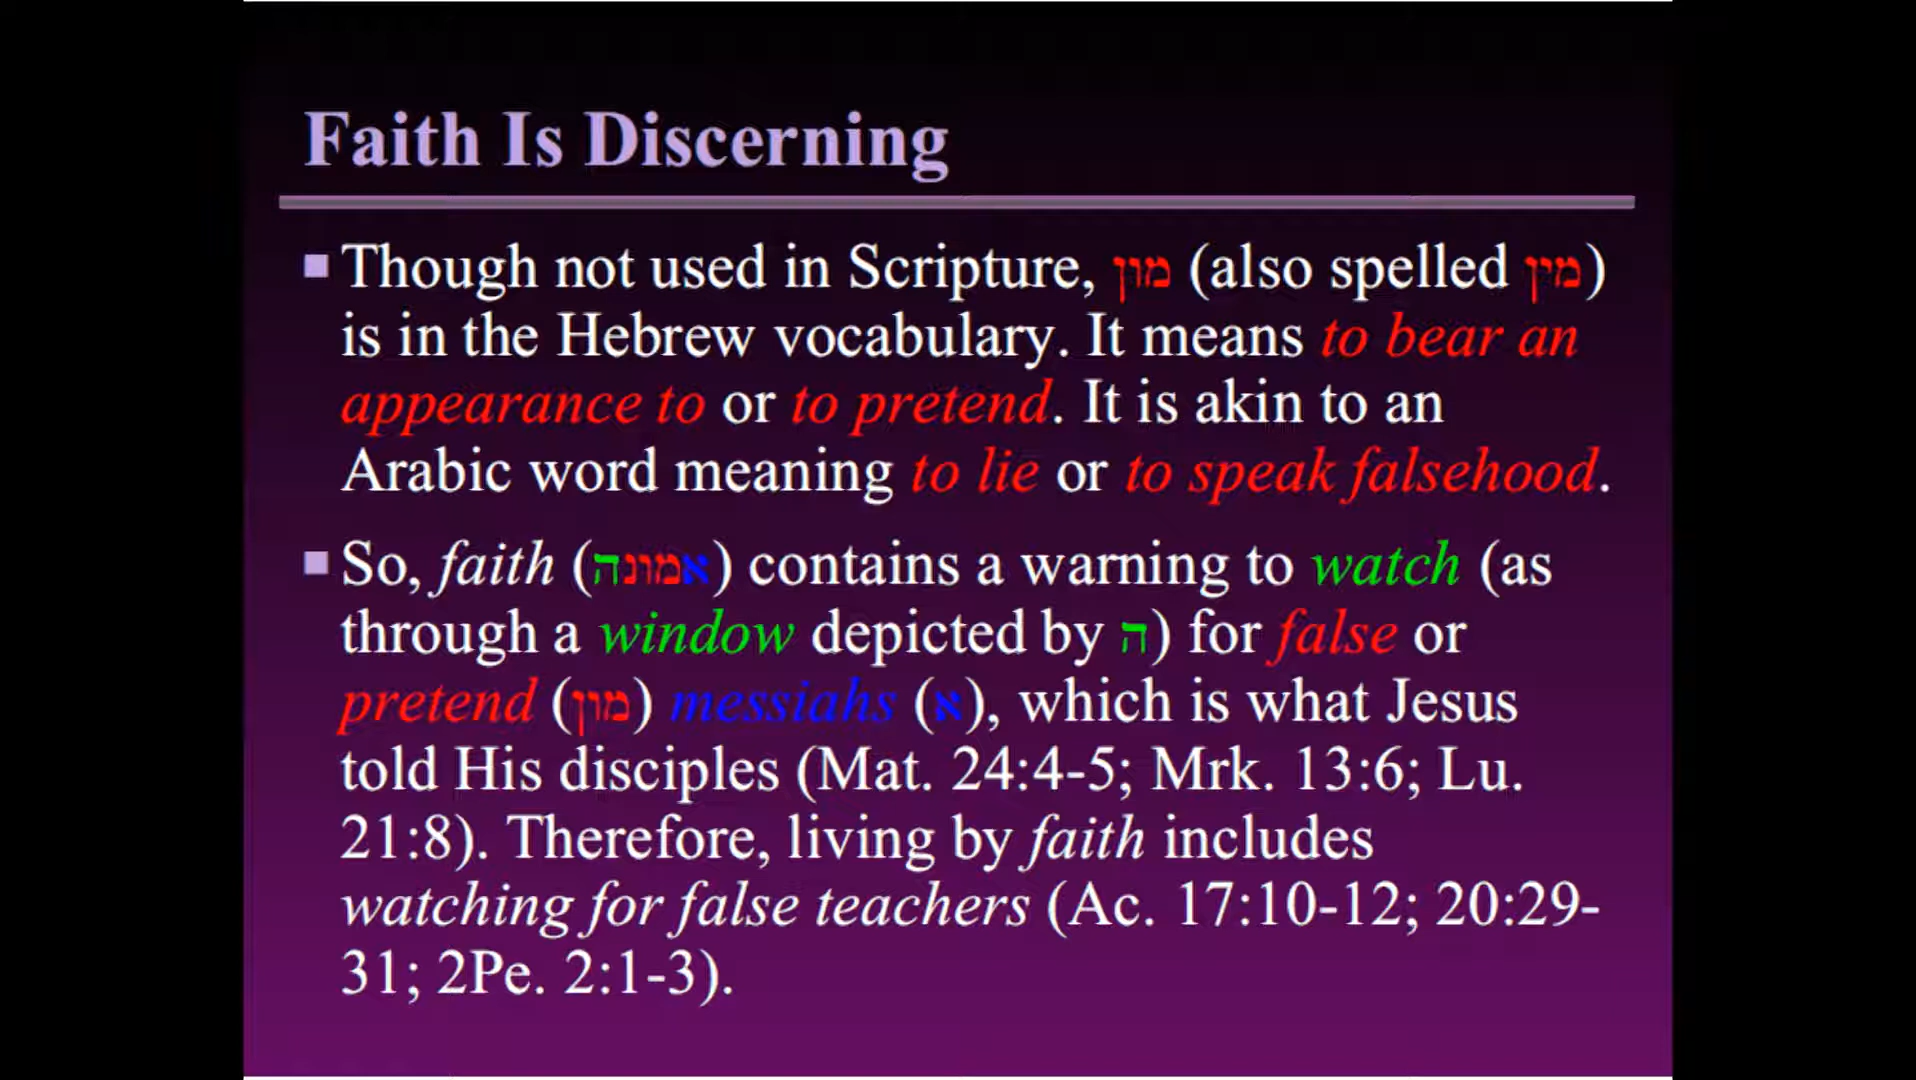 Faith Is Discerning
Though not used in Scripture, מון (also spelled מין)
is in the Hebrew vocabulary. It means to bear an
appearance to or to pretend. It is akin to an
Arabic word meaning to lie or to speak falsehood.
So, faith (אמונה) contains a warning to watch (as
through a window depicted by ה) for false or
pretend (מון) messiahs (א), which is what Jesus
told His disciples (Mat. 24:4-5; Mrk. 13:6; Lu.
21:8). Therefore, living by faith includes
watching for false teachers (Ac. 17:10-12; 20:29-
31; 2Pe. 2:1-3).